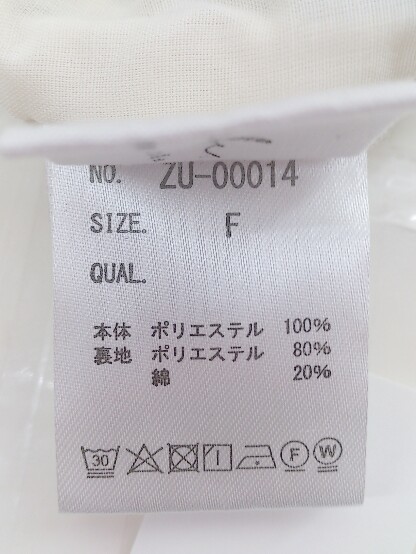 NO. ZU-00014
SIZE. F
QUAL.
本体 ポリエステル 100%
裏地 ポリエステル 80%
綿 20%
30 F W